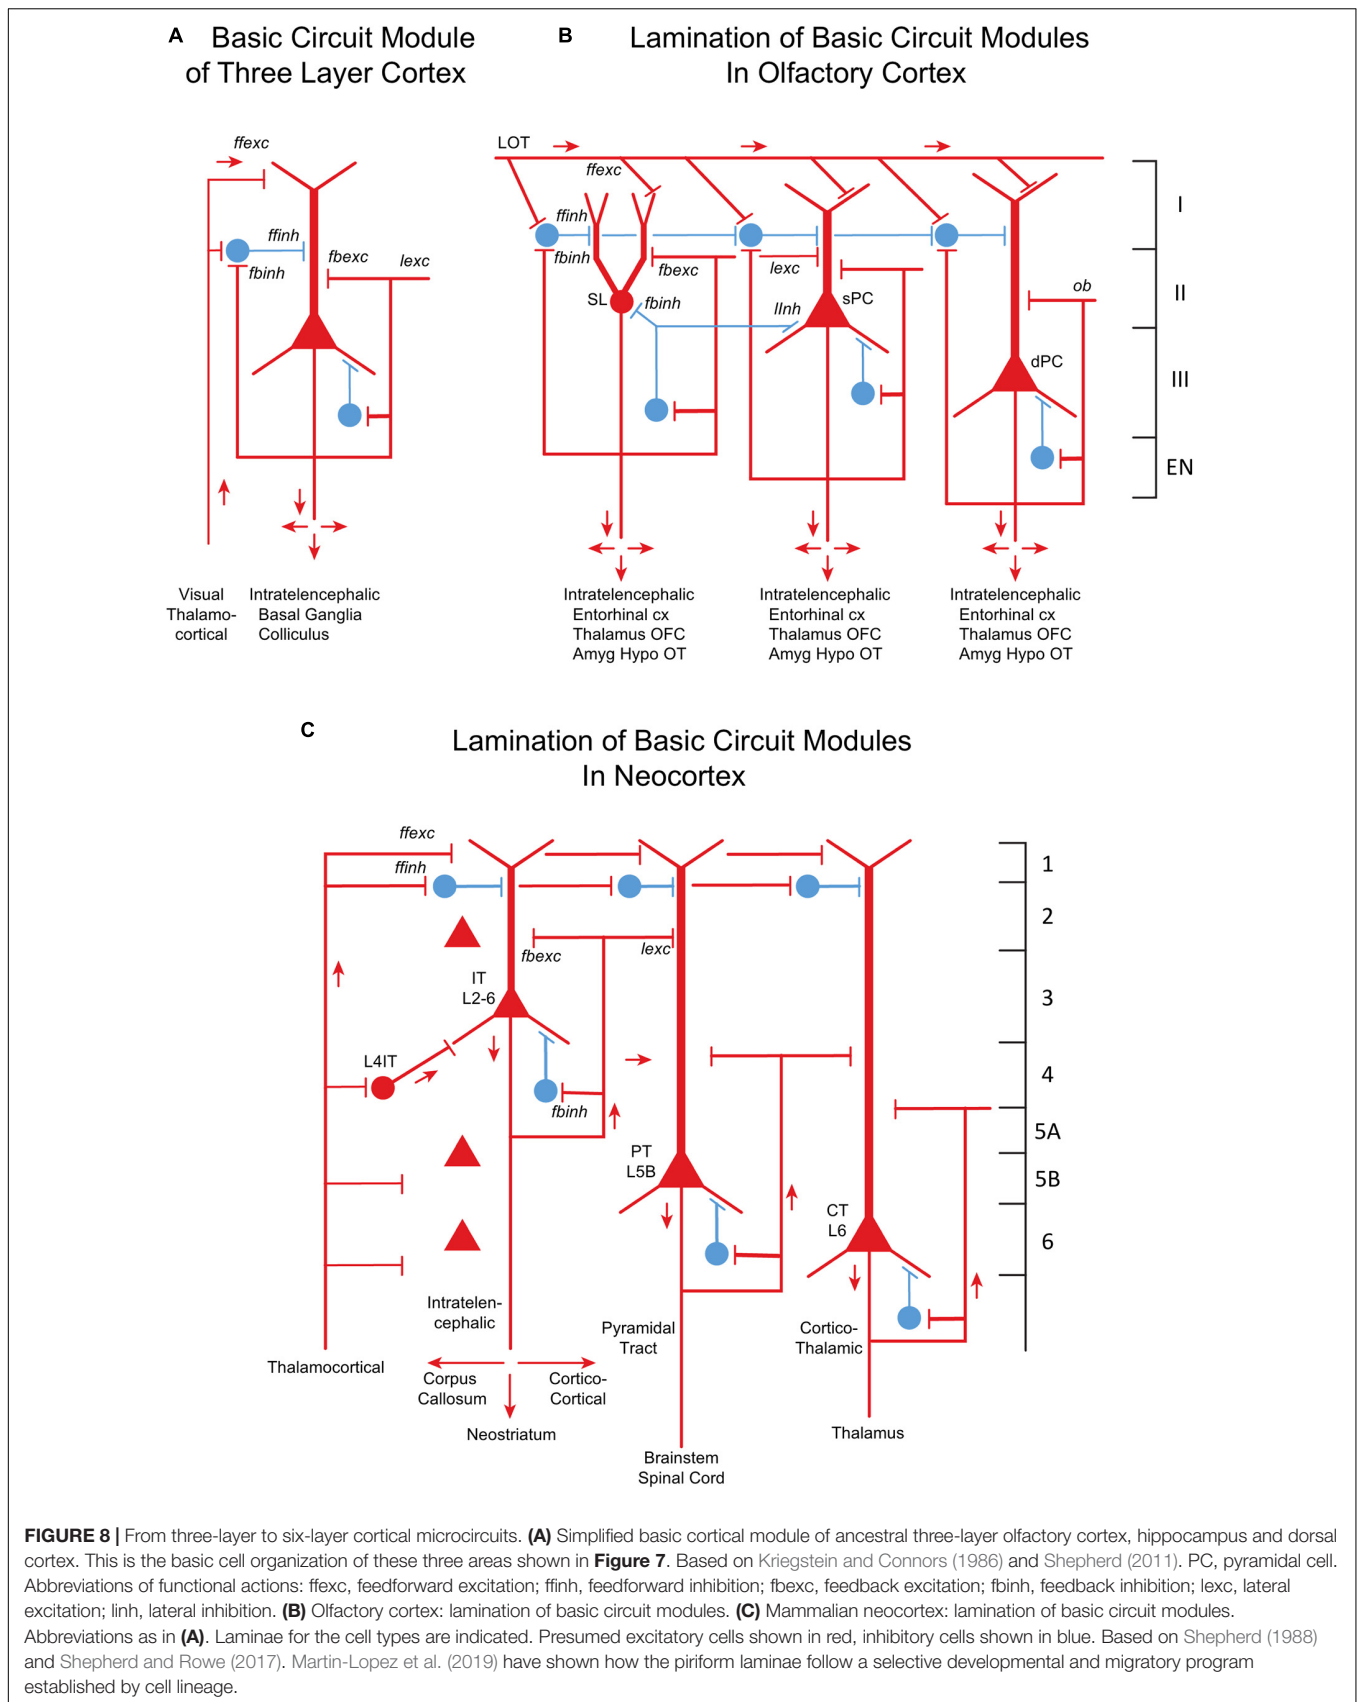 A Basic Circuit Module
of Three Layer Cortex
B Lamination of Basic Circuit Modules
In Olfactory Cortex
ffexc
ffinh
fbinh
fbexc
lexc
Visual
Thalamo-
cortical
Intratelencephalic
Basal Ganglia
Colliculus
LOT
ffexc
ffinh
fbinh
fbexc
SL
fbinh
lexc
lInh
sPC
ob
dPC
I
II
III
EN
Intratelencephalic
Entorhinal cx
Thalamus OFC
Amyg Hypo OT
Intratelencephalic
Entorhinal cx
Thalamus OFC
Amyg Hypo OT
Intratelencephalic
Entorhinal cx
Thalamus OFC
Amyg Hypo OT
C
Lamination of Basic Circuit Modules
In Neocortex
ffexc
ffinh
fbexc
lexc
IT
L2-6
L4IT
fbinh
PT
L5B
CT
L6
1
2
3
4
5A
5B
6
Intratelen-
cephalic
Thalamocortical
Corpus
Callosum
Cortico-
Cortical
Neostriatum
Pyramidal
Tract
Brainstem
Spinal Cord
Cortico-
Thalamic
Thalamus
FIGURE 8 | From three-layer to six-layer cortical microcircuits. (A) Simplified basic cortical module of ancestral three-layer olfactory cortex, hippocampus and dorsal
cortex. This is the basic cell organization of these three areas shown in Figure 7. Based on Kriegstein and Connors (1986) and Shepherd (2011). PC, pyramidal cell.
Abbreviations of functional actions: ffexc, feedforward excitation; ffinh, feedforward inhibition; fbexc, feedback excitation; fbinh, feedback inhibition; lexc, lateral
excitation; linh, lateral inhibition. (B) Olfactory cortex: lamination of basic circuit modules. (C) Mammalian neocortex: lamination of basic circuit modules.
Abbreviations as in (A). Laminae for the cell types are indicated. Presumed excitatory cells shown in red, inhibitory cells shown in blue. Based on Shepherd (1988)
and Shepherd and Rowe (2017). Martin-Lopez et al. (2019) have shown how the piriform laminae follow a selective developmental and migratory program
established by cell lineage.